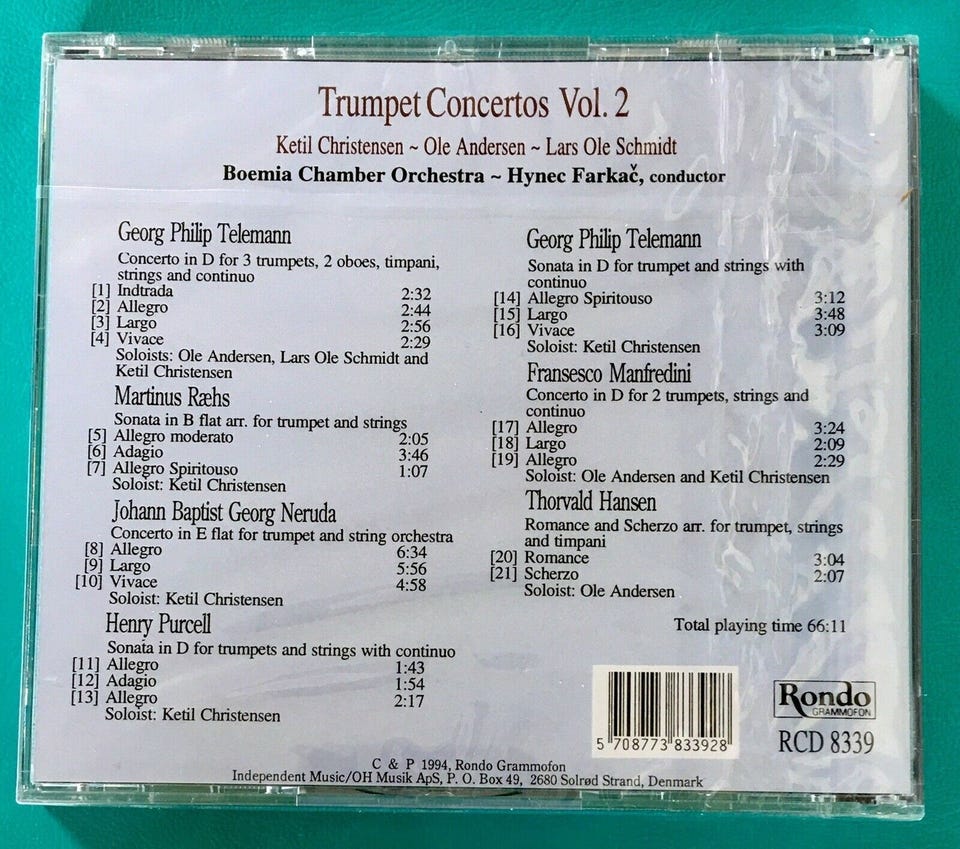 Trumpet Concertos Vol. 2
Ketil Christensen ~ Ole Andersen ~ Lars Ole Schmidt
Boemia Chamber Orchestra ~ Hynec Farkač, conductor
Georg Philip Telemann
Concerto in D for 3 trumpets, 2 oboes, timpani,
strings and continuo
[1] Indtrada 2:32
[2] Allegro 2:44
[3] Largo 2:56
[4] Vivace 2:29
Soloists: Ole Andersen, Lars Ole Schmidt and
Ketil Christensen
Martinus Ræhs
Sonata in B flat arr. for trumpet and strings
[5] Allegro moderato 2:05
[6] Adagio 3:46
[7] Allegro Spiritouso 1:07
Soloist: Ketil Christensen
Johann Baptist Georg Neruda
Concerto in E flat for trumpet and string orchestra
[8] Allegro 6:34
[9] Largo 5:56
[10] Vivace 4:58
Soloist: Ketil Christensen
Henry Purcell
Sonata in D for trumpets and strings with continuo
[11] Allegro 1:43
[12] Adagio 1:54
[13] Allegro 2:17
Soloist: Ketil Christensen
Georg Philip Telemann
Sonata in D for trumpet and strings with
continuo
[14] Allegro Spiritouso 3:12
[15] Largo 3:48
[16] Vivace 3:09
Soloist: Ketil Christensen
Fransesco Manfredini
Concerto in D for 2 trumpets, strings and
continuo
[17] Allegro 3:24
[18] Largo 2:09
[19] Allegro 2:29
Soloist: Ole Andersen and Ketil Christensen
Thorvald Hansen
Romance and Scherzo arr. for trumpet, strings
and timpani
[20] Romance 3:04
[21] Scherzo 2:07
Soloist: Ole Andersen
Total playing time 66:11
5 708773 833928
Rondo
GRAMMOFON
RCD 8339
C & P 1994, Rondo Grammofon
Independent Music/OH Musik ApS, P. O. Box 49, 2680 Solrød Strand, Denmark